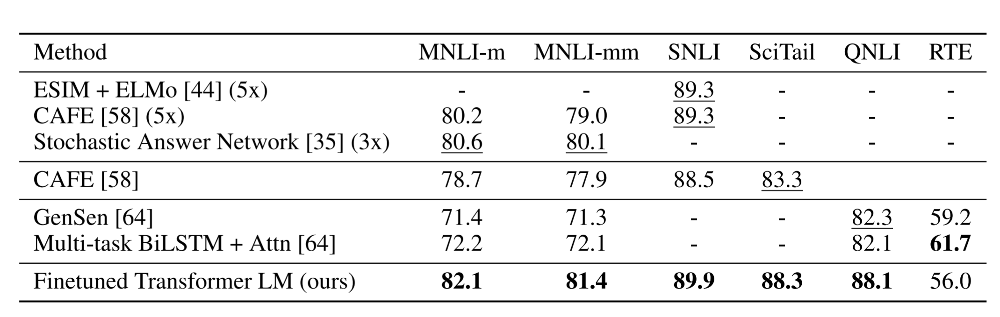 Method MNLI-m MNLI-mm SNLI SciTail QNLI RTE
ESIM + ELMo [44] (5x) - - 89.3 - - -
CAFE [58] (5x) 80.2 79.0 89.3 - - -
Stochastic Answer Network [35] (3x) 80.6 80.1 - - - -
CAFE [58] 78.7 77.9 88.5 83.3
GenSen [64] 71.4 71.3 - - 82.3 59.2
Multi-task BiLSTM + Attn [64] 72.2 72.1 - - 82.1 61.7
Finetuned Transformer LM (ours) 82.1 81.4 89.9 88.3 88.1 56.0